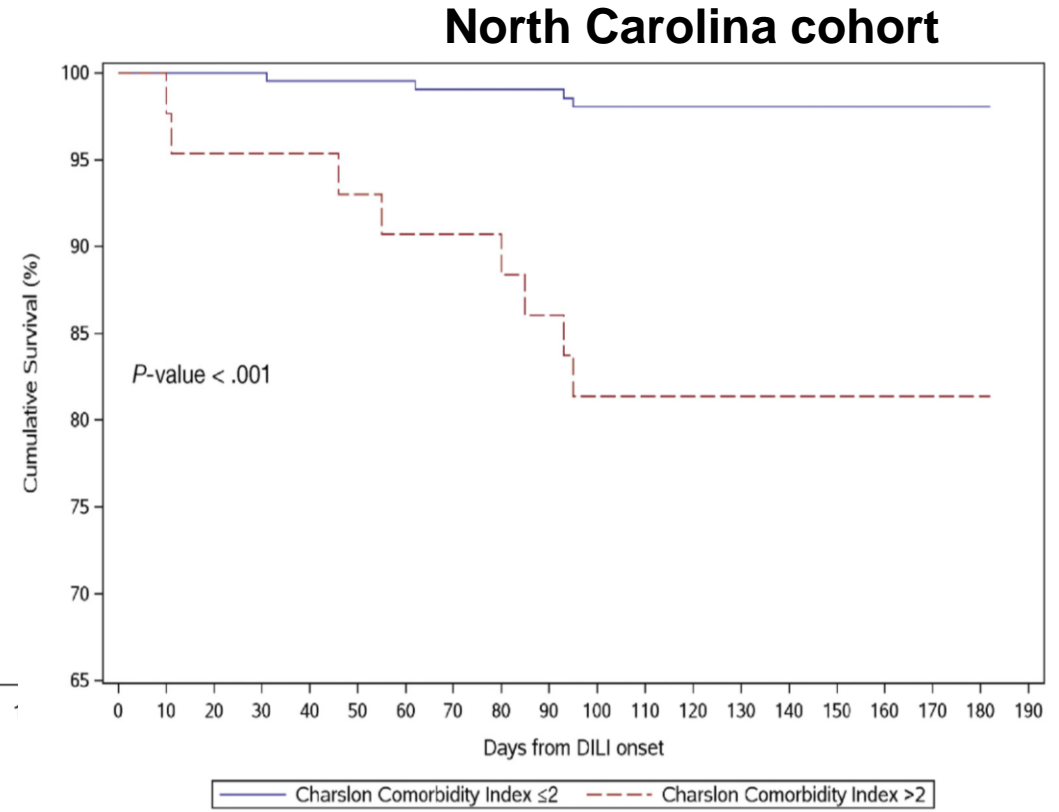 North Carolina cohort
100
95
90
85
80
75
70
65
Cumulative Survival (%)
P-value < .001
0 10 20 30 40 50 60 70 80 90 100 110 120 130 140 150 160 170 180 190
Days from DILI onset
Charslon Comorbidity Index ≤2 Charslon Comorbidity Index >2